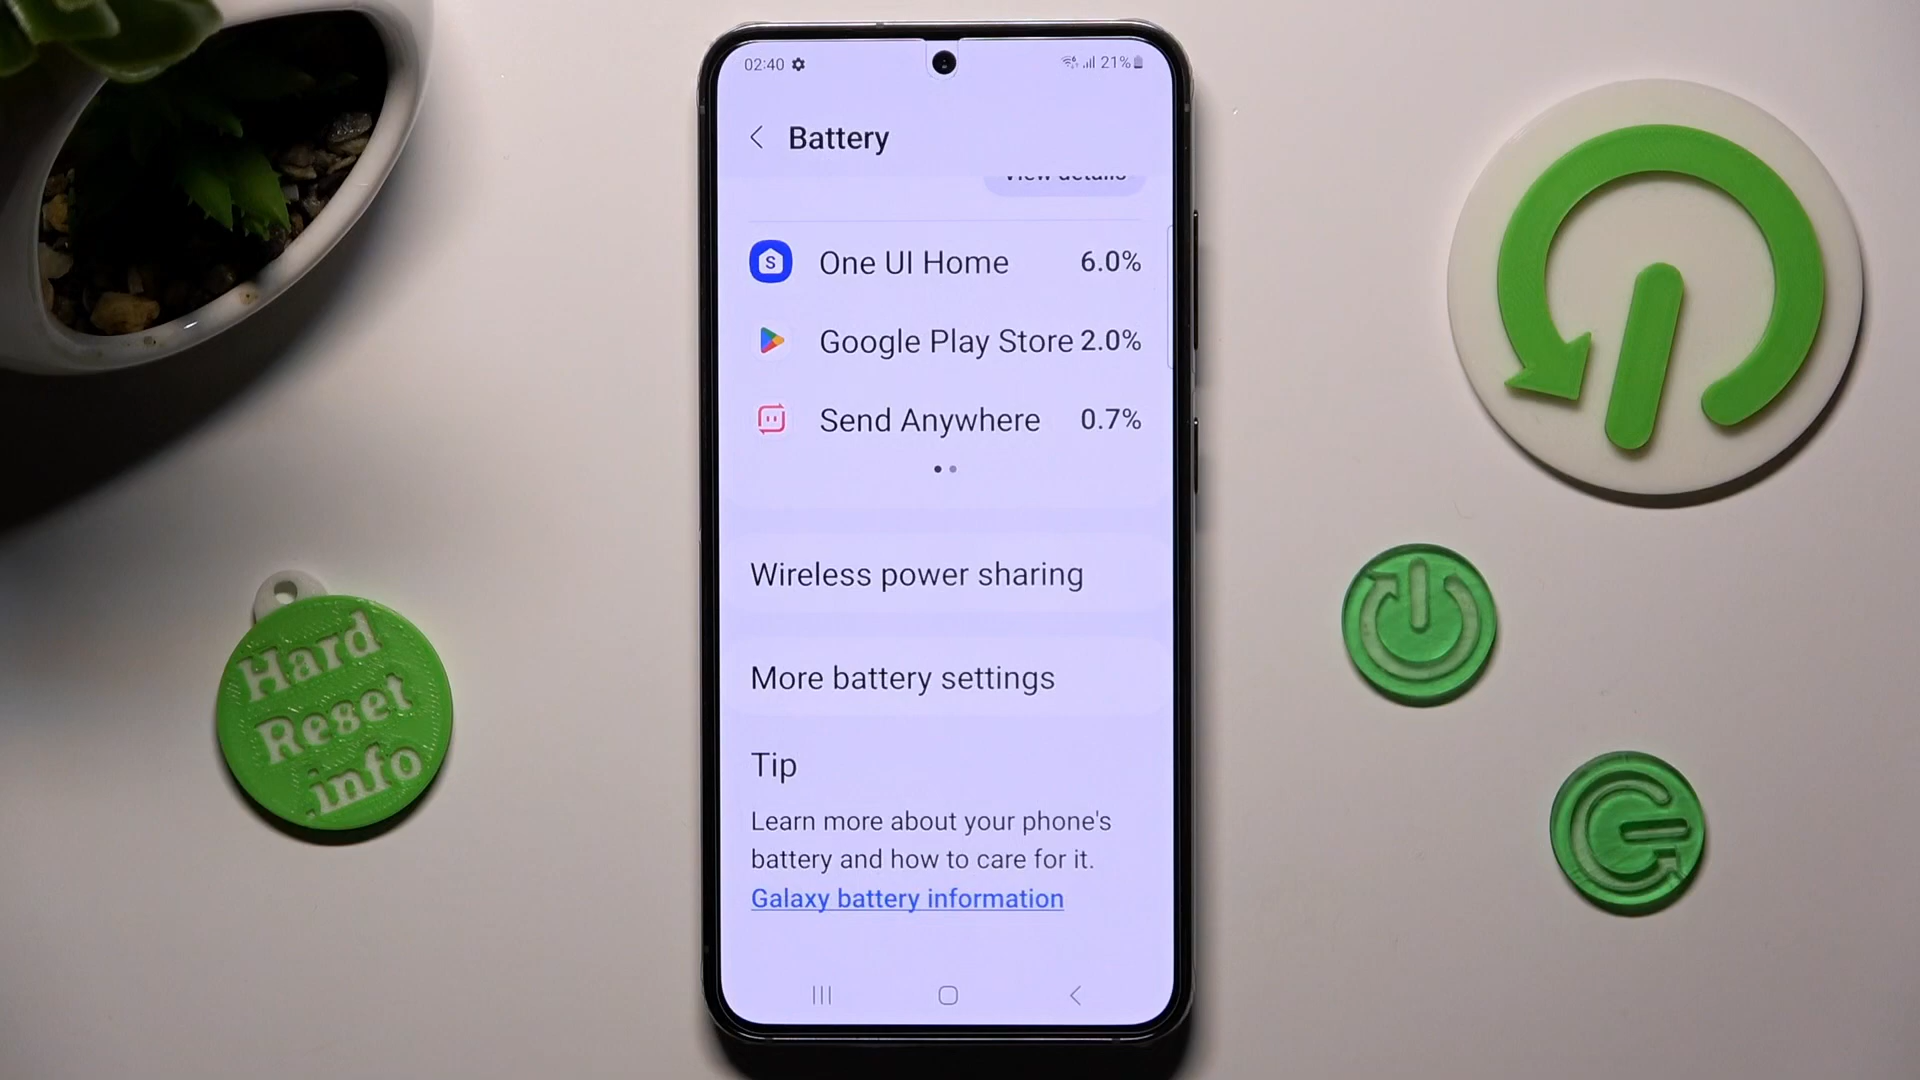 02:40
21%
Battery
View details
One UI Home 6.0%
Google Play Store 2.0%
Send Anywhere 0.7%
Wireless power sharing
More battery settings
Tip
Learn more about your phone's
battery and how to care for it.
Galaxy battery information
Hard
Reset
.info